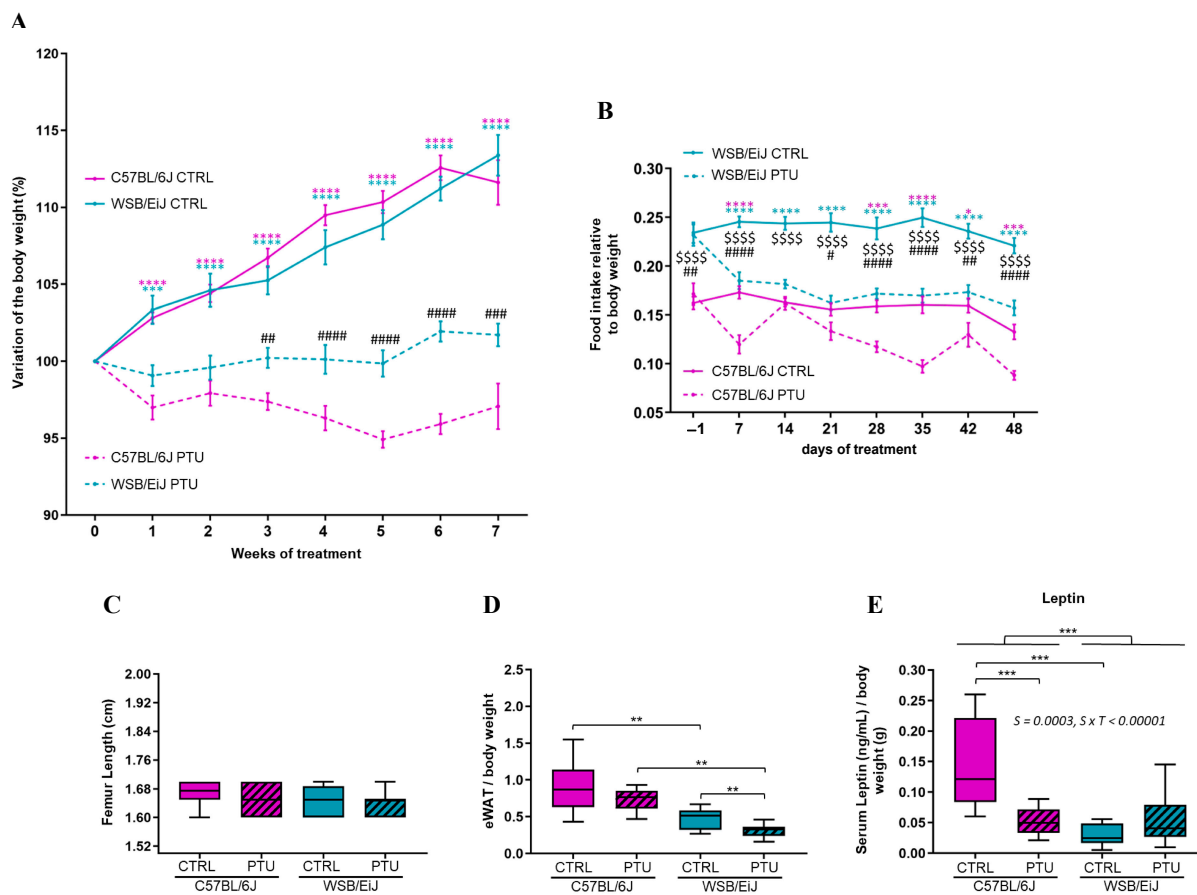 A
120
115
110
105
100
95
90
Variation of the body weight (%)
C57BL/6J CTRL
WSB/EiJ CTRL
****
***
****
****
****
****
****
****
****
****
****
****
****
****
##
####
####
####
###
C57BL/6J PTU
WSB/EiJ PTU
0 1 2 3 4 5 6 7
Weeks of treatment
B
WSB/EiJ CTRL
WSB/EiJ PTU
0.30
0.25
0.20
0.15
0.10
0.05
Food intake relative
to body weight
**** **** **** *** **** * ***
**** **** **** **** ****
$$$$ $$$$ $$$$ $$$$ $$$$ $$$$ $$$$ $$$$
## #### # #### #### ## ####
C57BL/6J CTRL
C57BL/6J PTU
–1 7 14 21 28 35 42 48
days of treatment
C
2.00
1.92
1.84
1.76
1.68
1.60
1.52
Femur Length (cm)
CTRL PTU CTRL PTU
C57BL/6J WSB/EiJ
D
2.5
2.0
1.5
1.0
0.5
0.0
eWAT / body weight
**
**
**
CTRL PTU CTRL PTU
C57BL/6J WSB/EiJ
E
Leptin
***
***
***
S = 0.0003, S x T < 0.00001
0.30
0.25
0.20
0.15
0.10
0.05
0.00
Serum Leptin (ng/mL) / body
weight (g)
CTRL PTU CTRL PTU
C57BL/6J WSB/EiJ